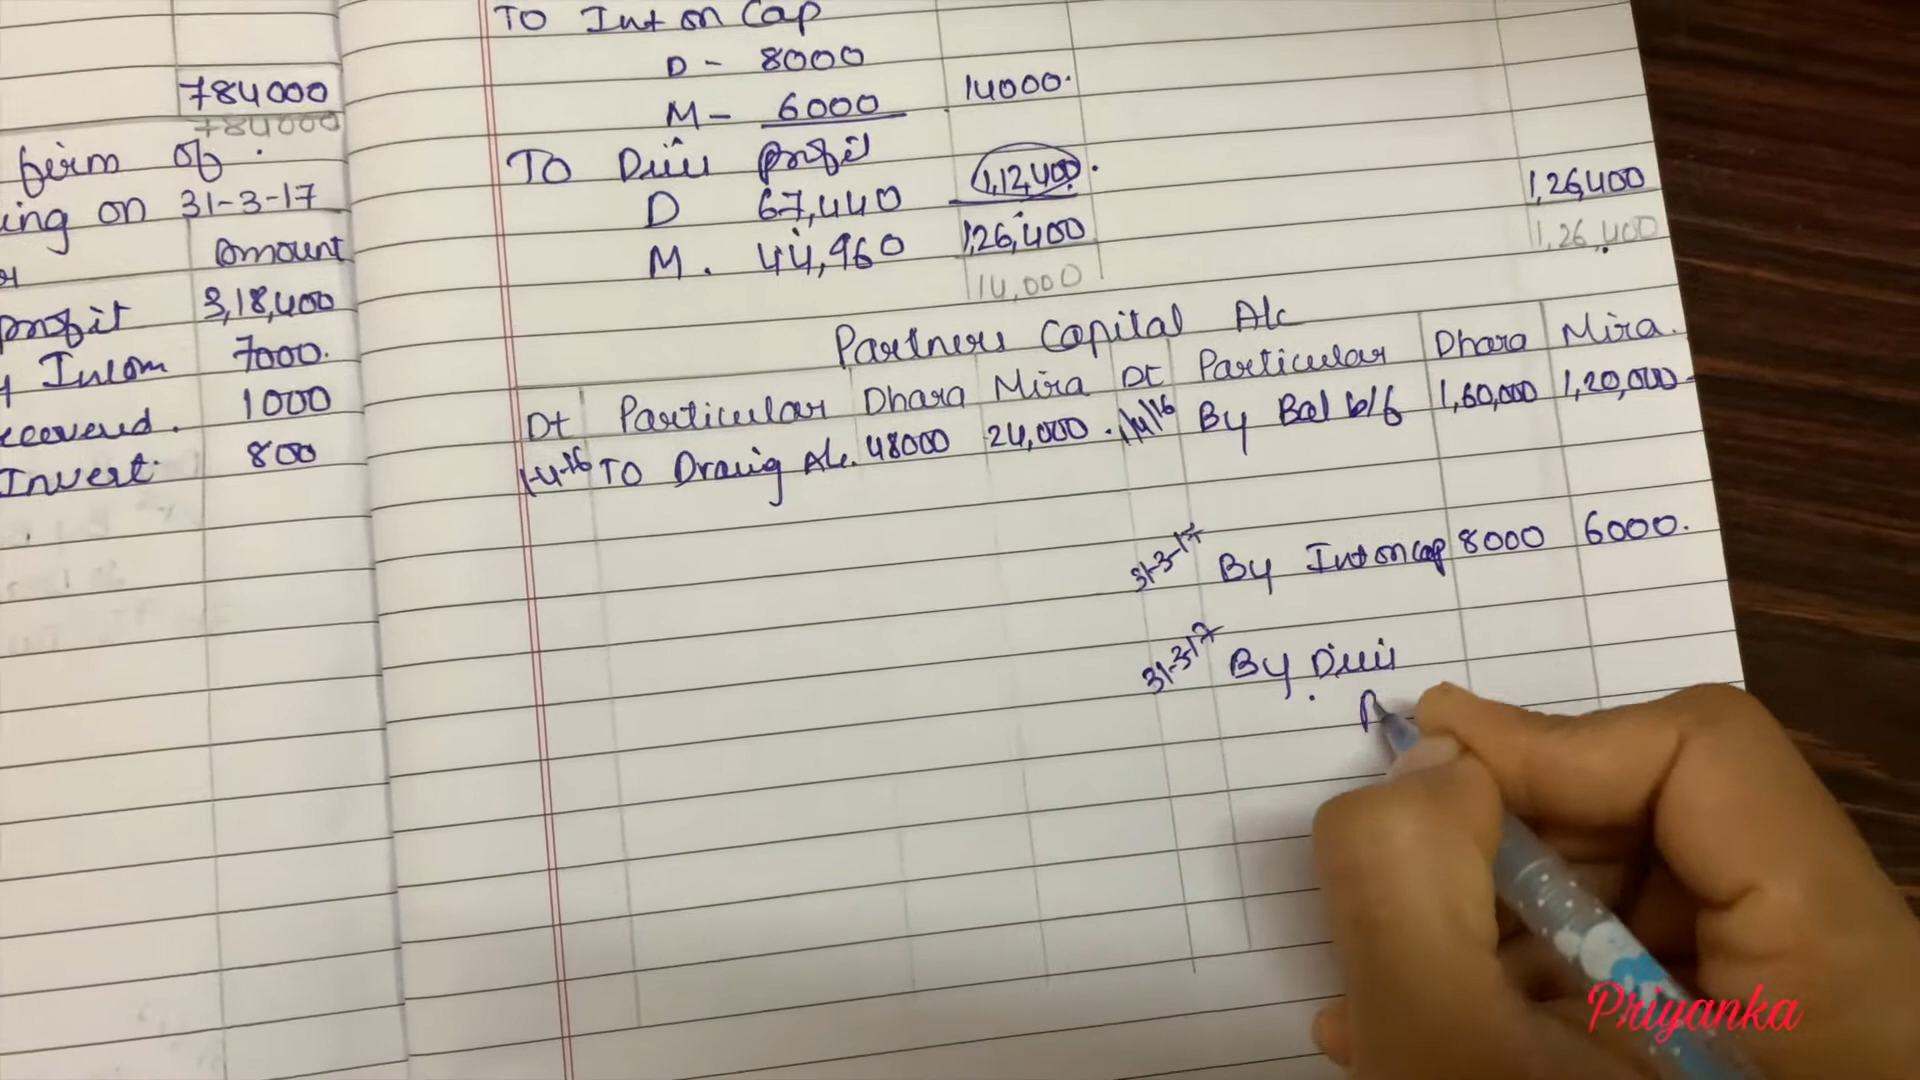 784000
784000
firm of
ing on 31-3-17
Amount
profit 3,18,400
Incom 7000.
ecovered. 1000
Invert. 800
TO Int on Cap
D - 8000
M - 6000 14000.
TO Divi profit 1,12,400.
D 67,440
M. 44,960 1,26,400 1,26,400
14,000 1,26,400
Partners Capital A/c
Dt Particular Dhara Mira Dt Particular Dhara Mira.
1-4-16 TO Drawig A/c. 48000 24,000. 1/4/16 By Bal b/f 1,60,000 1,20,000
31-3-17 By Int on cap 8000 6000.
31-3-17 By Divi
Priyanka